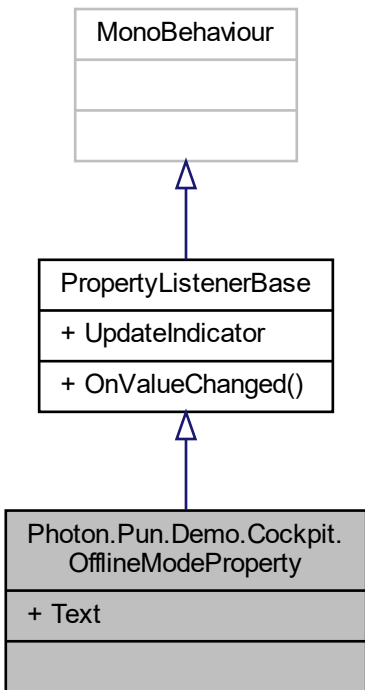 MonoBehaviour
PropertyListenerBase
+ UpdateIndicator
+ OnValueChanged()
Photon.Pun.Demo.Cockpit.
OfflineModeProperty
+ Text